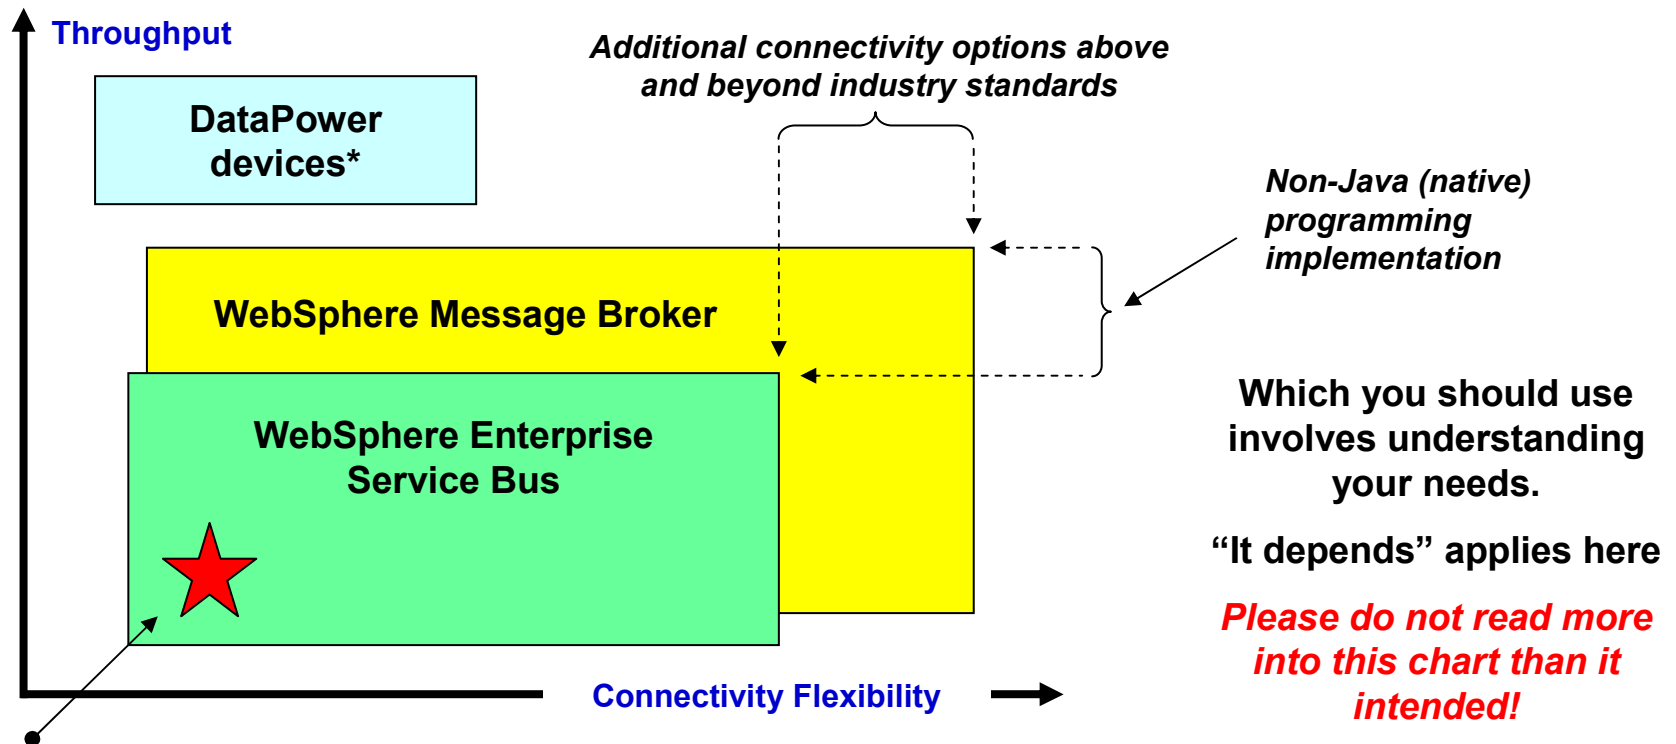 Throughput
Additional connectivity options above
and beyond industry standards
DataPower
devices*
Non-Java (native)
programming
implementation
WebSphere Message Broker
WebSphere Enterprise
Service Bus
Which you should use
involves understanding
your needs.
“It depends” applies here
Please do not read more
into this chart than it
intended!
Connectivity Flexibility